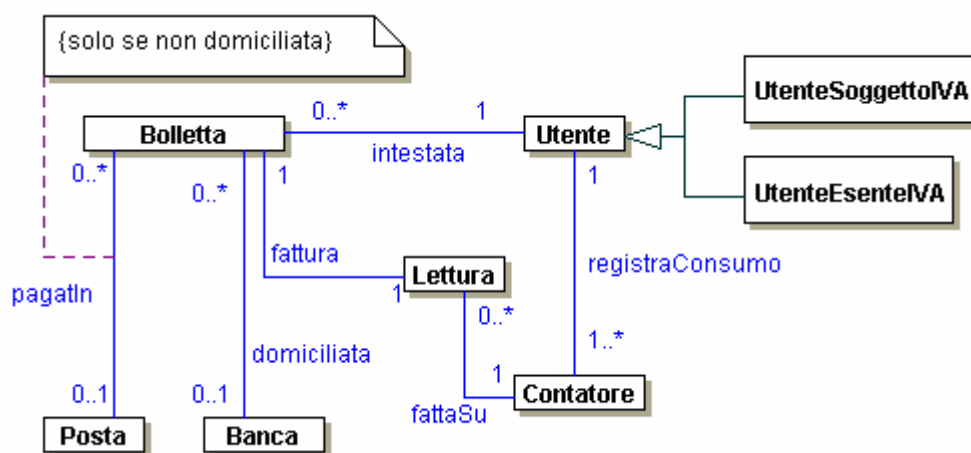 {solo se non domiciliata}
UtenteSoggettoIVA
0..*
1
Bolletta
Utente
intestata
0..*
0..*
1
1
UtenteEsenteIVA
fattura
registraConsumo
Lettura
pagatIn
1
0..*
1..*
domiciliata
1
0..1
0..1
Contatore
fattaSu
Posta
Banca